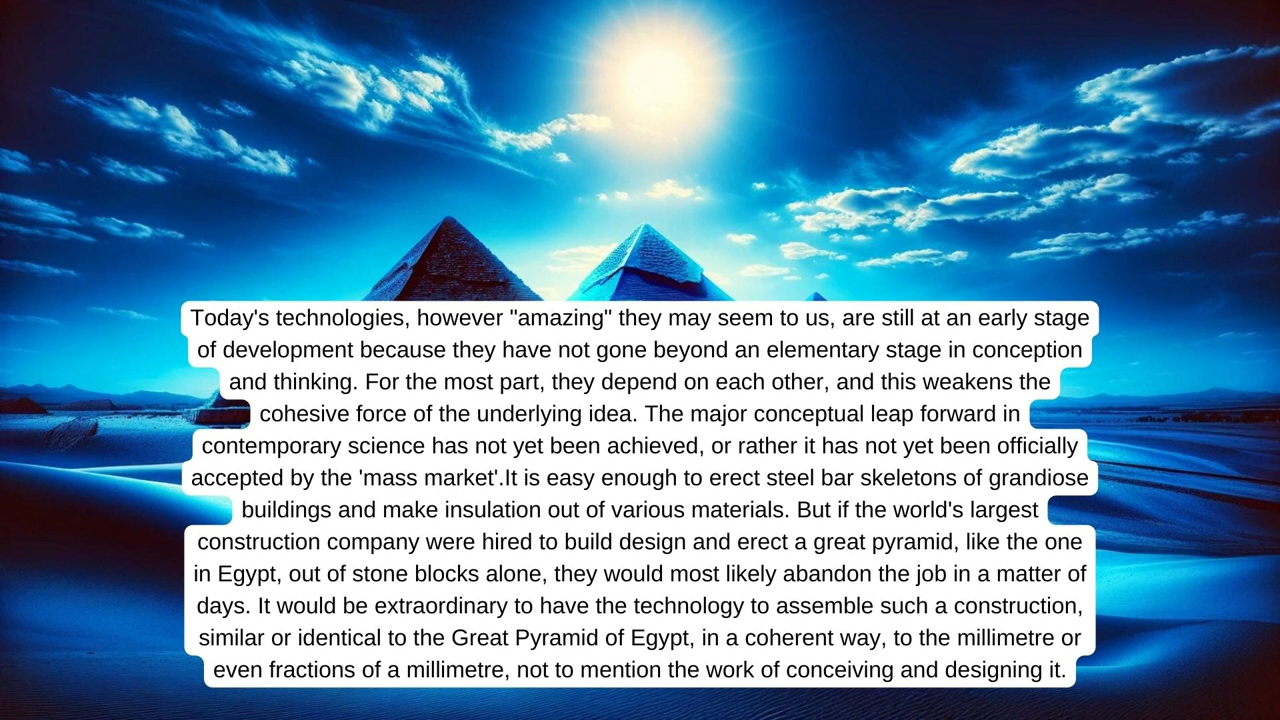 Today's technologies, however "amazing" they may seem to us, are still at an early stage
of development because they have not gone beyond an elementary stage in conception
and thinking. For the most part, they depend on each other, and this weakens the
cohesive force of the underlying idea. The major conceptual leap forward in
contemporary science has not yet been achieved, or rather it has not yet been officially
accepted by the 'mass market'.It is easy enough to erect steel bar skeletons of grandiose
buildings and make insulation out of various materials. But if the world's largest
construction company were hired to build design and erect a great pyramid, like the one
in Egypt, out of stone blocks alone, they would most likely abandon the job in a matter of
days. It would be extraordinary to have the technology to assemble such a construction,
similar or identical to the Great Pyramid of Egypt, in a coherent way, to the millimetre or
even fractions of a millimetre, not to mention the work of conceiving and designing it.